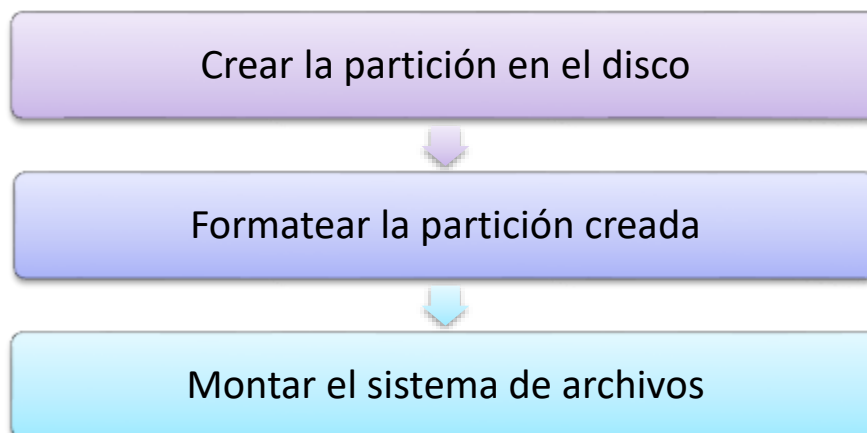 Crear la partición en el disco
Formatear la partición creada
Montar el sistema de archivos